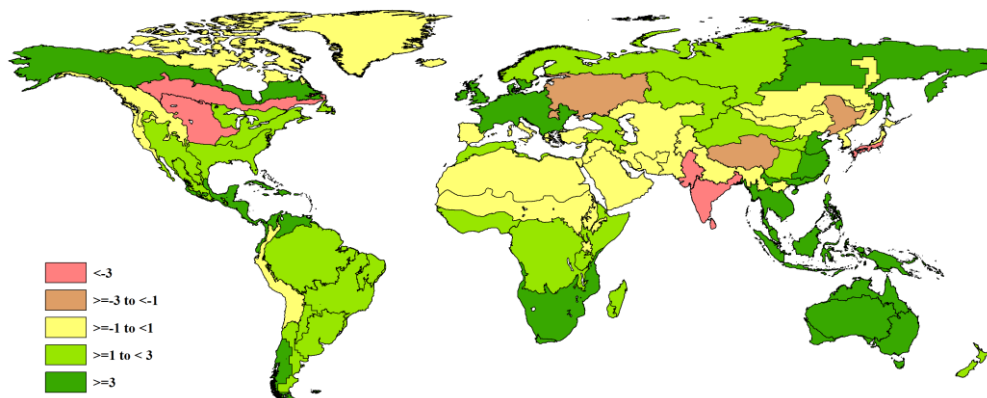 <-3
>=-3 to <-1
>=-1 to <1
>=1 to < 3
>=3